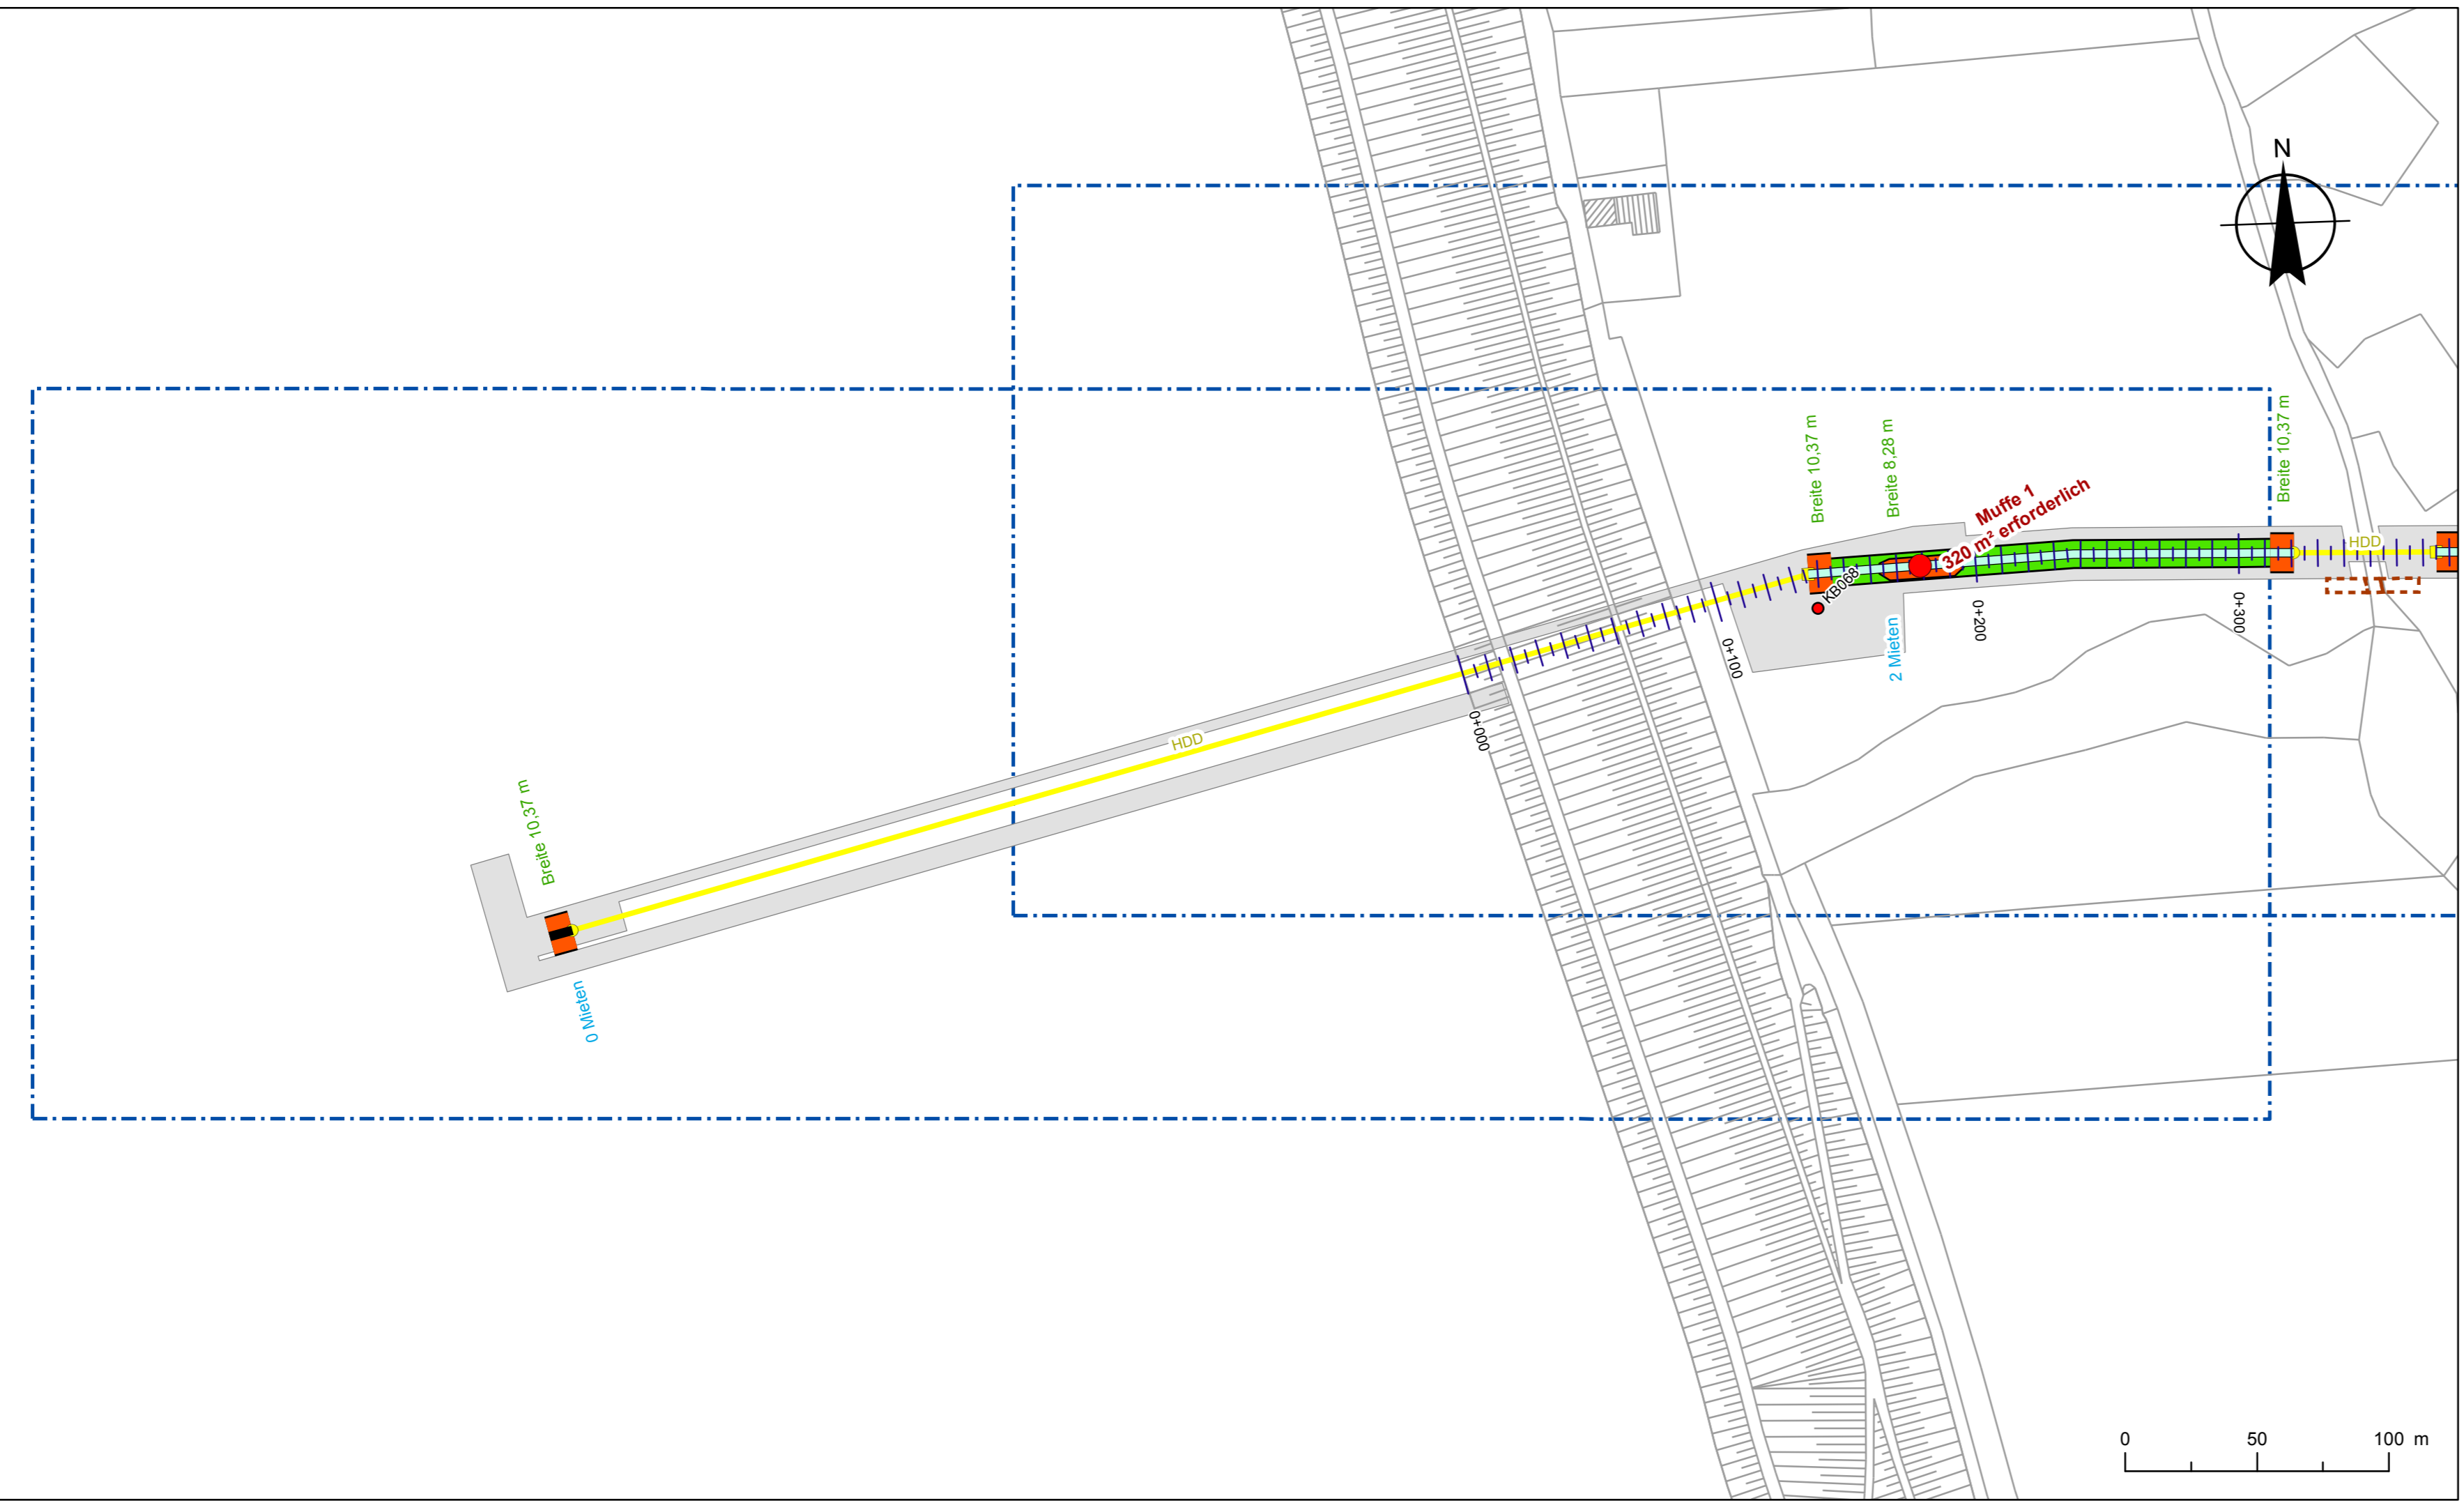 N
Breite 10,37 m
Breite 8,28 m
Breite 10,37 m
Muffe 1
320 m² erforderlich
HDD
KB068
0+200
0+300
2 Mieten
0+100
0+000
HDD
Breite 10,37 m
0 Mieten
0 50 100 m